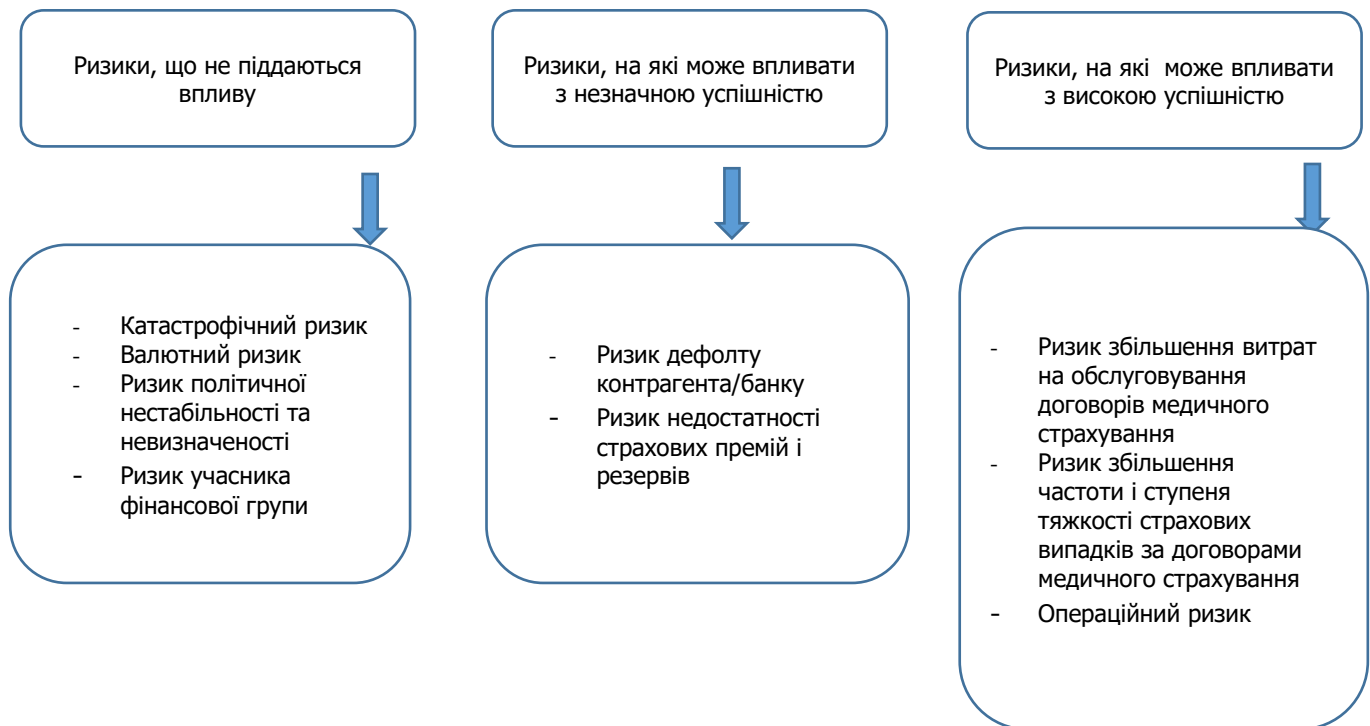 Ризики, що не піддаються
впливу
Ризики, на які може впливати
з незначною успішністю
Ризики, на які може впливати
з високою успішністю
- Катастрофічний ризик
- Валютний ризик
- Ризик політичної
нестабільності та
невизначеності
- Ризик учасника
фінансової групи
- Ризик дефолту
контрагента/банку
- Ризик недостатності
страхових премій і
резервів
- Ризик збільшення витрат
на обслуговування
договорів медичного
страхування
- Ризик збільшення
частоти і ступеня
тяжкості страхових
випадків за договорами
медичного страхування
- Операційний ризик